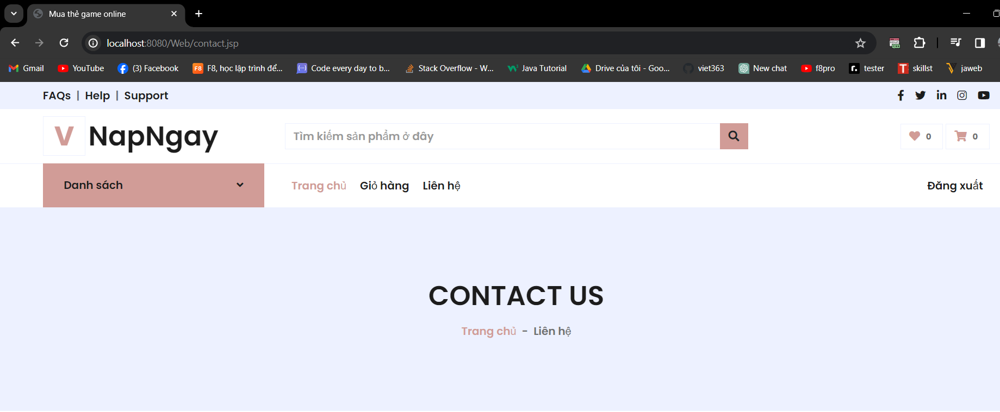 Mua thẻ game online
localhost:8080/Web/contact.jsp
Gmail YouTube (3) Facebook F8 F8, học lập trình để... Code every day to b... Stack Overflow - W... Java Tutorial Drive của tôi - Goo... viet363 New chat f8pro r. tester T skillst jaweb
FAQs | Help | Support
V NapNgay Tìm kiếm sản phẩm ở đây 0 0
Danh sách Trang chủ Giỏ hàng Liên hệ Đăng xuất
CONTACT US
Trang chủ - Liên hệ